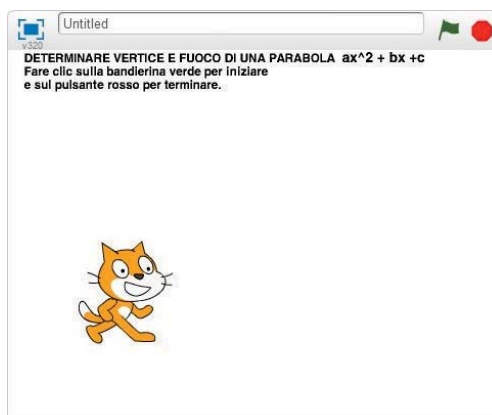 Untitled
v320
DETERMINARE VERTICE E FUOCO DI UNA PARABOLA ax^2 + bx +c
Fare clic sulla bandierina verde per iniziare
e sul pulsante rosso per terminare.